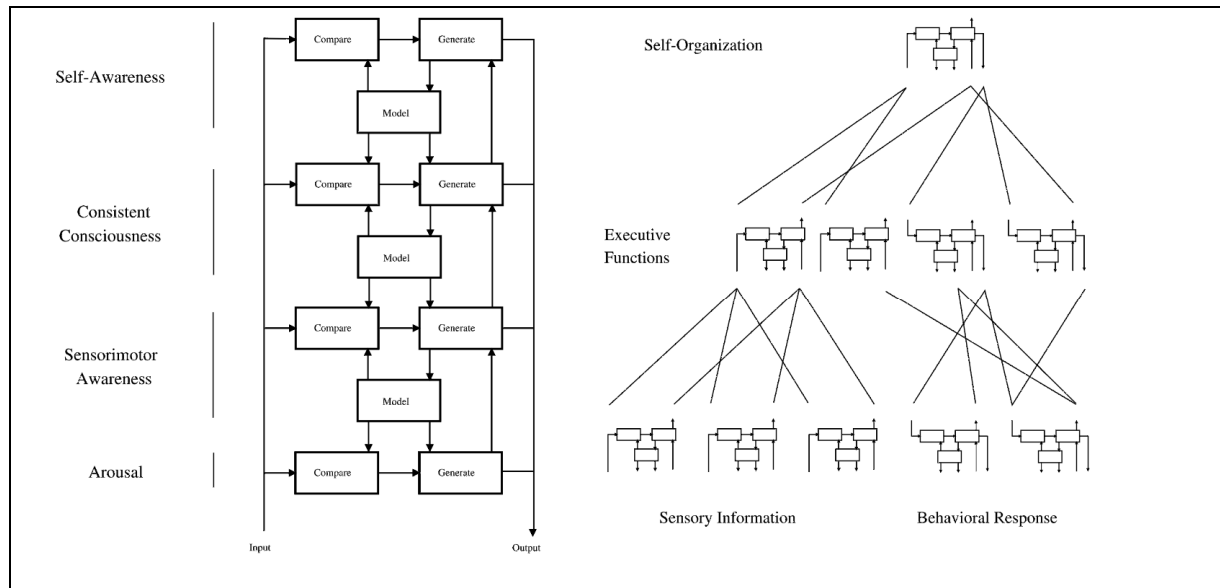 Self-Awareness
Compare
Generate
Model
Consistent
Consciousness
Compare
Generate
Model
Sensorimotor
Awareness
Compare
Generate
Model
Arousal
Compare
Generate
Input
Output
Self-Organization
Executive
Functions
Sensory Information
Behavioral Response